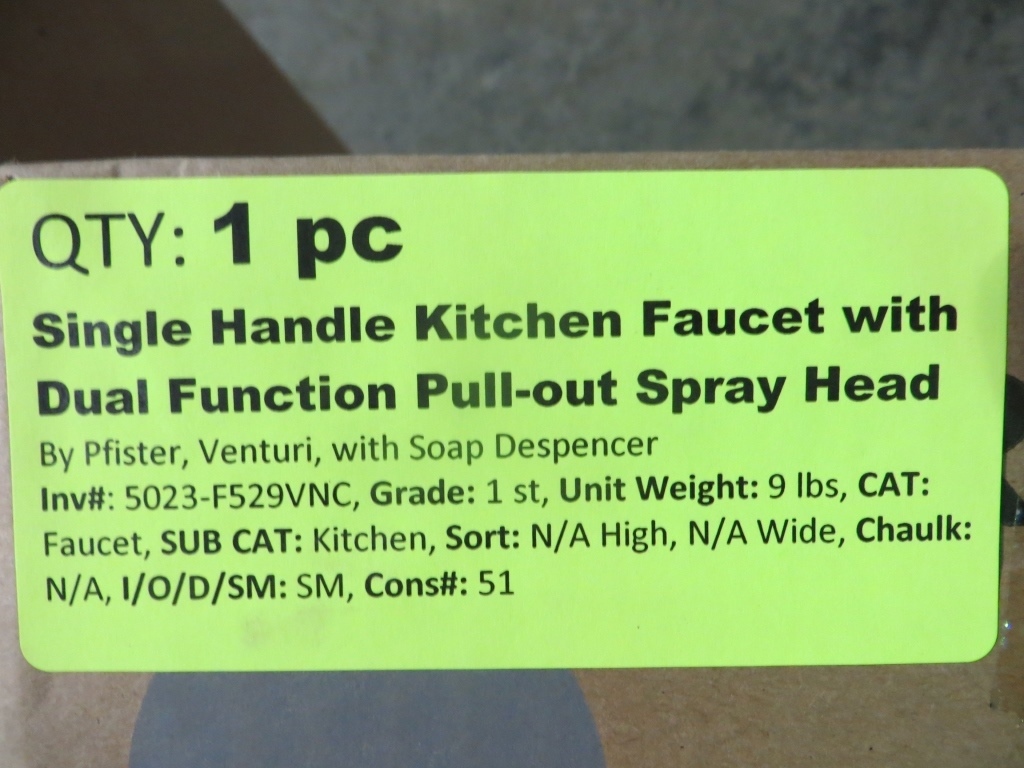 QTY: 1 pc
Single Handle Kitchen Faucet with
Dual Function Pull-out Spray Head
By Pfister, Venturi, with Soap Despencer
Inv#: 5023-F529VNC, Grade: 1 st, Unit Weight: 9 lbs, CAT:
Faucet, SUB CAT: Kitchen, Sort: N/A High, N/A Wide, Chaulk:
N/A, I/O/D/SM: SM, Cons#: 51